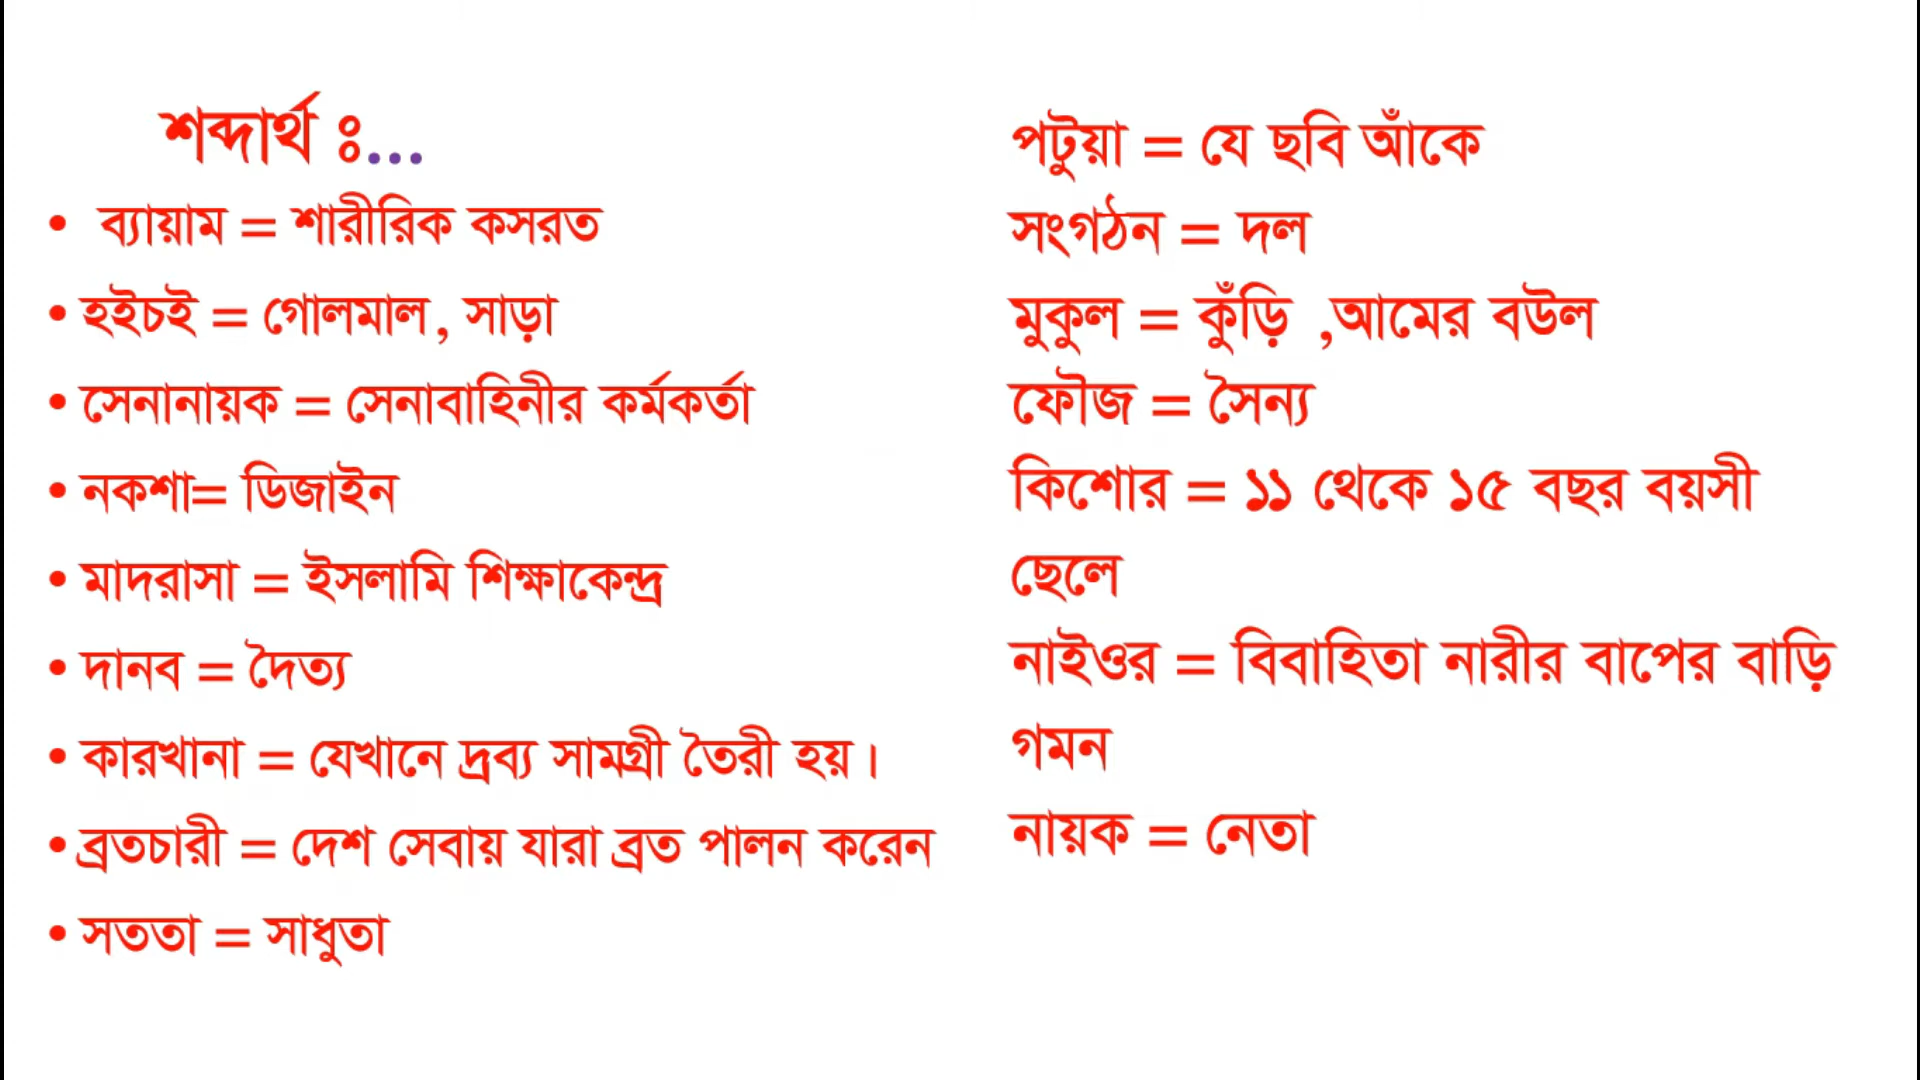 শব্দার্থ ঃ...
• ব্যায়াম = শারীরিক কসরত
• হইচই = গোলমাল, সাড়া
• সেনানায়ক = সেনাবাহিনীর কর্মকর্তা
• নকশা= ডিজাইন
• মাদরাসা = ইসলামি শিক্ষাকেন্দ্র
• দানব = দৈত্য
• কারখানা = যেখানে দ্রব্য সামগ্রী তৈরী হয়।
• ব্রতচারী = দেশ সেবায় যারা ব্রত পালন করেন
• সততা = সাধুতা
পটুয়া = যে ছবি আঁকে
সংগঠন = দল
মুকুল = কুঁড়ি ,আমের বউল
ফৌজ = সৈন্য
কিশোর = ১১ থেকে ১৫ বছর বয়সী
ছেলে
নাইওর = বিবাহিতা নারীর বাপের বাড়ি
গমন
নায়ক = নেতা